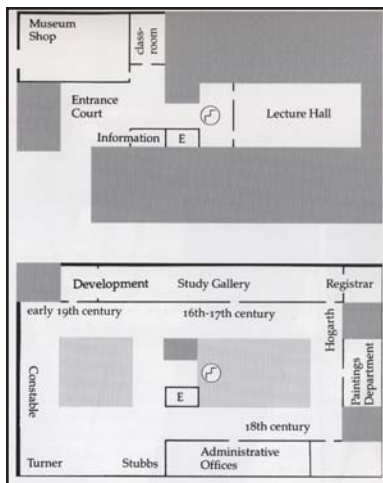 Museum
Shop
class-
room
Entrance
Court
Lecture Hall
Information
E
Development
Study Gallery
Registrar
early 19th century
16th-17th century
Hogarth
Constable
Paintings
Department
E
18th century
Turner
Stubbs
Administrative
Offices